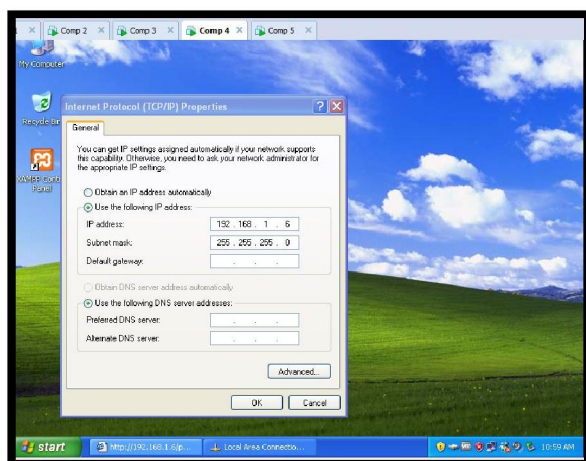 Comp 2
Comp 3
Comp 4
Comp 5
My Computer
Recycle Bin
Internet Protocol (TCP/IP) Properties
General
You can get IP settings assigned automatically if your network supports
this capability. Otherwise, you need to ask your network administrator for
the appropriate IP settings.
Obtain an IP address automatically
Use the following IP address:
IP address: 192 . 168 . 1 . 6
Subnet mask: 255 . 255 . 255 . 0
Default gateway:
Obtain DNS server address automatically
Use the following DNS server addresses:
Preferred DNS server:
Alternate DNS server:
Advanced...
OK Cancel
XAMPP Cont
Panel
start
http://192.168.1.6/p...
Local Area Connectio...
10:59 AM